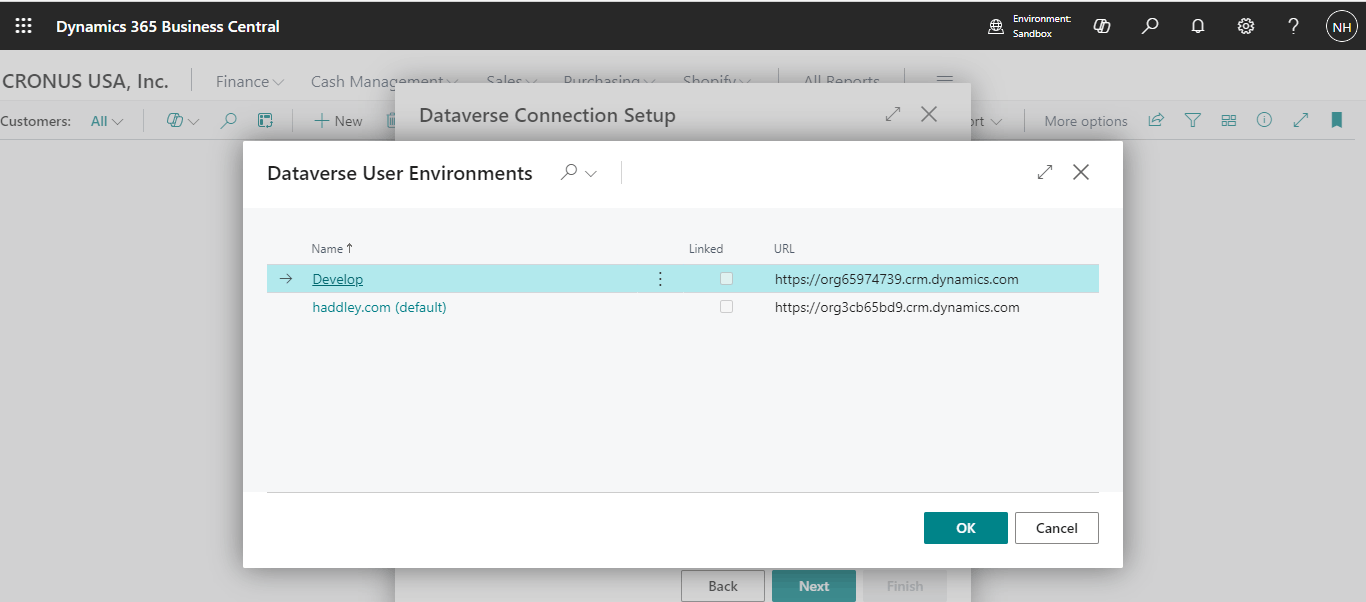 Dynamics 365 Business Central
Environment:
Sandbox
NH
CRONUS USA, Inc.
Finance
Cash Management
Sales
Purchasing
Shopify
All Reports
Customers:
All
New
More options
Dataverse Connection Setup
Dataverse User Environments
Name
Linked
URL
Develop
https://org65974739.crm.dynamics.com
haddley.com (default)
https://org3cb65bd9.crm.dynamics.com
OK
Cancel
Back
Next
Finish